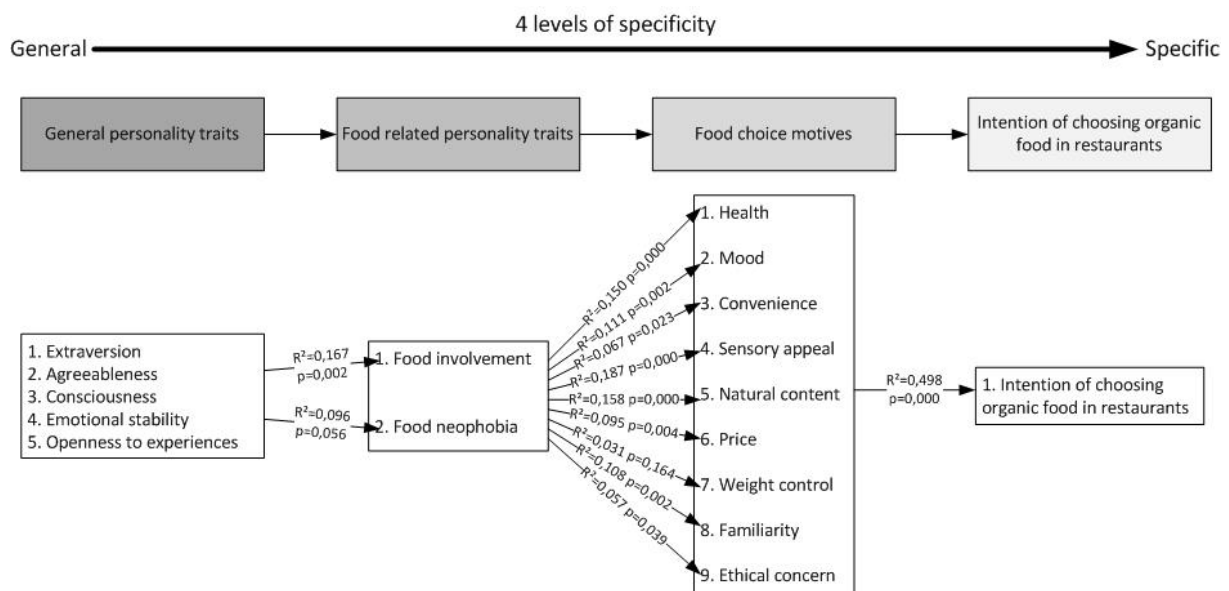 4 levels of specificity
General
Specific
General personality traits
Food related personality traits
Food choice motives
Intention of choosing organic
food in restaurants
1. Extraversion
2. Agreeableness
3. Consciousness
4. Emotional stability
5. Openness to experiences
R²=0,167
p=0,002
R²=0,096
p=0,056
1. Food involvement
2. Food neophobia
R²=0,150 p=0,000
R²=0,111 p=0,002
R²=0,067 p=0,023
R²=0,187 p=0,000
R²=0,158 p=0,000
R²=0,095 p=0,004
R²=0,031 p=0,164
R²=0,108 p=0,002
R²=0,057 p=0,039
1. Health
2. Mood
3. Convenience
4. Sensory appeal
5. Natural content
6. Price
7. Weight control
8. Familiarity
9. Ethical concern
R²=0,498
p=0,000
1. Intention of choosing
organic food in restaurants